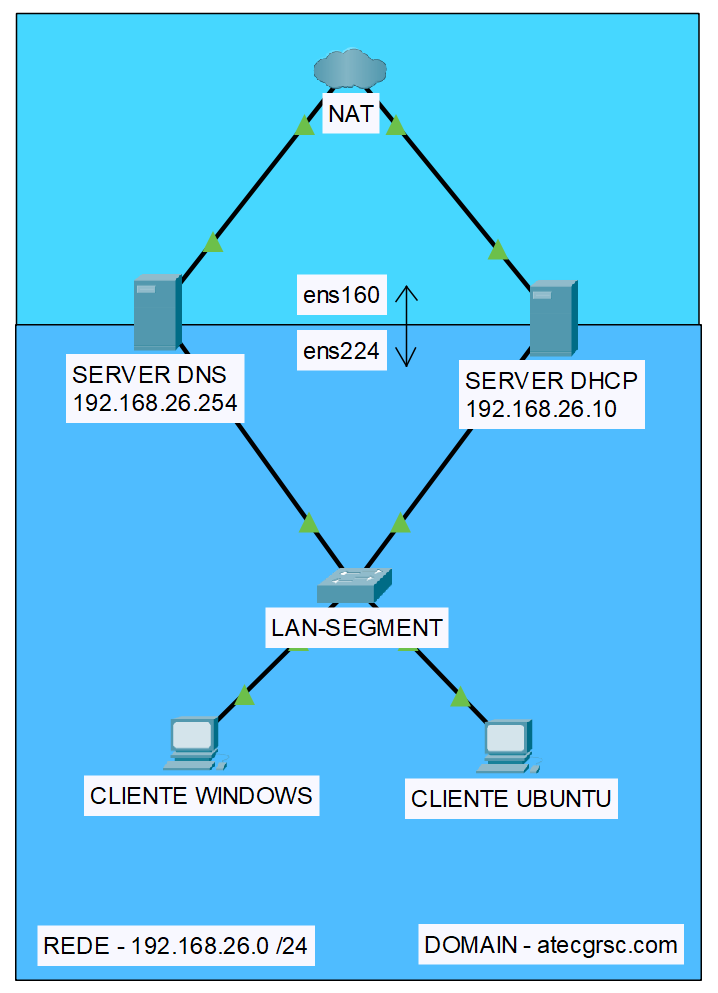 NAT
ens160
ens224
SERVER DNS
192.168.26.254
SERVER DHCP
192.168.26.10
LAN-SEGMENT
CLIENTE WINDOWS
CLIENTE UBUNTU
REDE - 192.168.26.0 /24
DOMAIN - atecgrsc.com